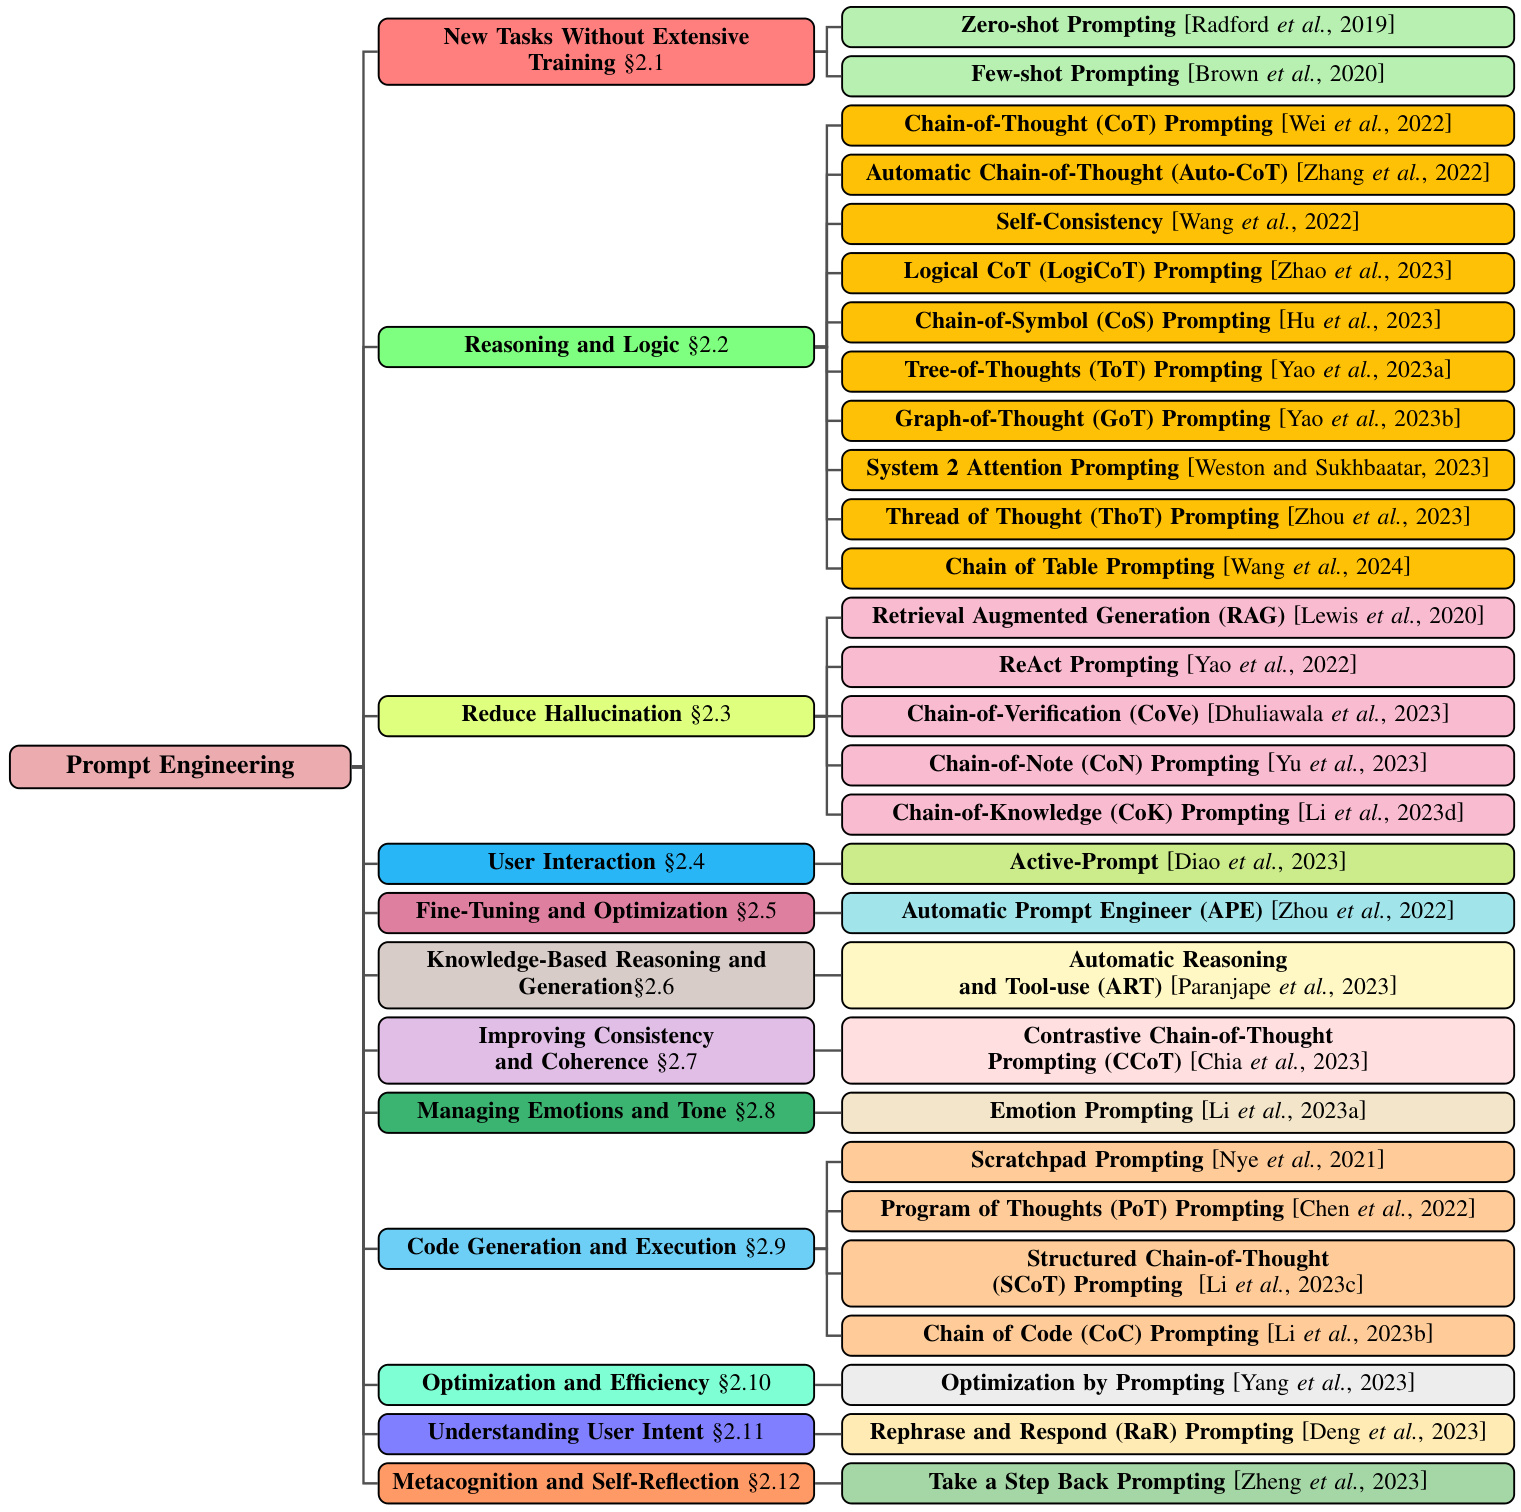 New Tasks Without Extensive
Training §2.1
Zero-shot Prompting [Radford et al., 2019]
Few-shot Prompting [Brown et al., 2020]
Reasoning and Logic §2.2
Chain-of-Thought (CoT) Prompting [Wei et al., 2022]
Automatic Chain-of-Thought (Auto-CoT) [Zhang et al., 2022]
Self-Consistency [Wang et al., 2022]
Logical CoT (LogiCoT) Prompting [Zhao et al., 2023]
Chain-of-Symbol (CoS) Prompting [Hu et al., 2023]
Tree-of-Thoughts (ToT) Prompting [Yao et al., 2023a]
Graph-of-Thought (GoT) Prompting [Yao et al., 2023b]
System 2 Attention Prompting [Weston and Sukhbaatar, 2023]
Thread of Thought (ThoT) Prompting [Zhou et al., 2023]
Chain of Table Prompting [Wang et al., 2024]
Prompt Engineering
Reduce Hallucination §2.3
Retrieval Augmented Generation (RAG) [Lewis et al., 2020]
ReAct Prompting [Yao et al., 2022]
Chain-of-Verification (CoVe) [Dhuliawala et al., 2023]
Chain-of-Note (CoN) Prompting [Yu et al., 2023]
Chain-of-Knowledge (CoK) Prompting [Li et al., 2023d]
User Interaction §2.4
Active-Prompt [Diao et al., 2023]
Fine-Tuning and Optimization §2.5
Automatic Prompt Engineer (APE) [Zhou et al., 2022]
Knowledge-Based Reasoning and
Generation§2.6
Automatic Reasoning
and Tool-use (ART) [Paranjape et al., 2023]
Improving Consistency
and Coherence §2.7
Contrastive Chain-of-Thought
Prompting (CCoT) [Chia et al., 2023]
Managing Emotions and Tone §2.8
Emotion Prompting [Li et al., 2023a]
Code Generation and Execution §2.9
Scratchpad Prompting [Nye et al., 2021]
Program of Thoughts (PoT) Prompting [Chen et al., 2022]
Structured Chain-of-Thought
(SCoT) Prompting [Li et al., 2023c]
Chain of Code (CoC) Prompting [Li et al., 2023b]
Optimization and Efficiency §2.10
Optimization by Prompting [Yang et al., 2023]
Understanding User Intent §2.11
Rephrase and Respond (RaR) Prompting [Deng et al., 2023]
Metacognition and Self-Reflection §2.12
Take a Step Back Prompting [Zheng et al., 2023]